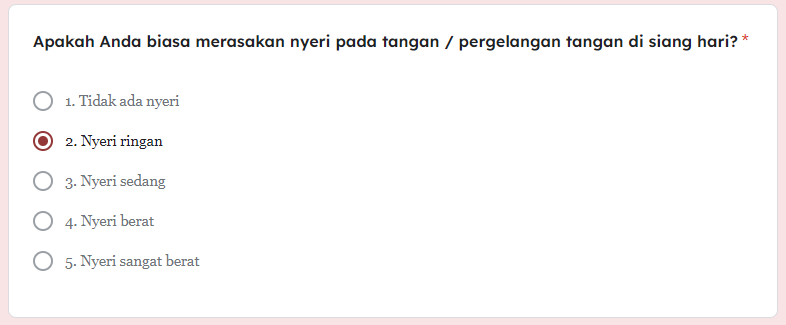 Apakah Anda biasa merasakan nyeri pada tangan / pergelangan tangan di siang hari? *
1. Tidak ada nyeri
2. Nyeri ringan
3. Nyeri sedang
4. Nyeri berat
5. Nyeri sangat berat